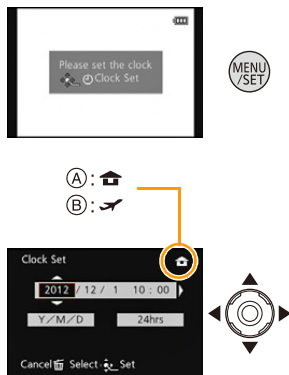 Please set the clock
Clock Set
MENU
/SET
A :
B :
Clock Set
2012 / 12 / 1 10 : 00
Y/M/D 24hrs
Cancel Select Set